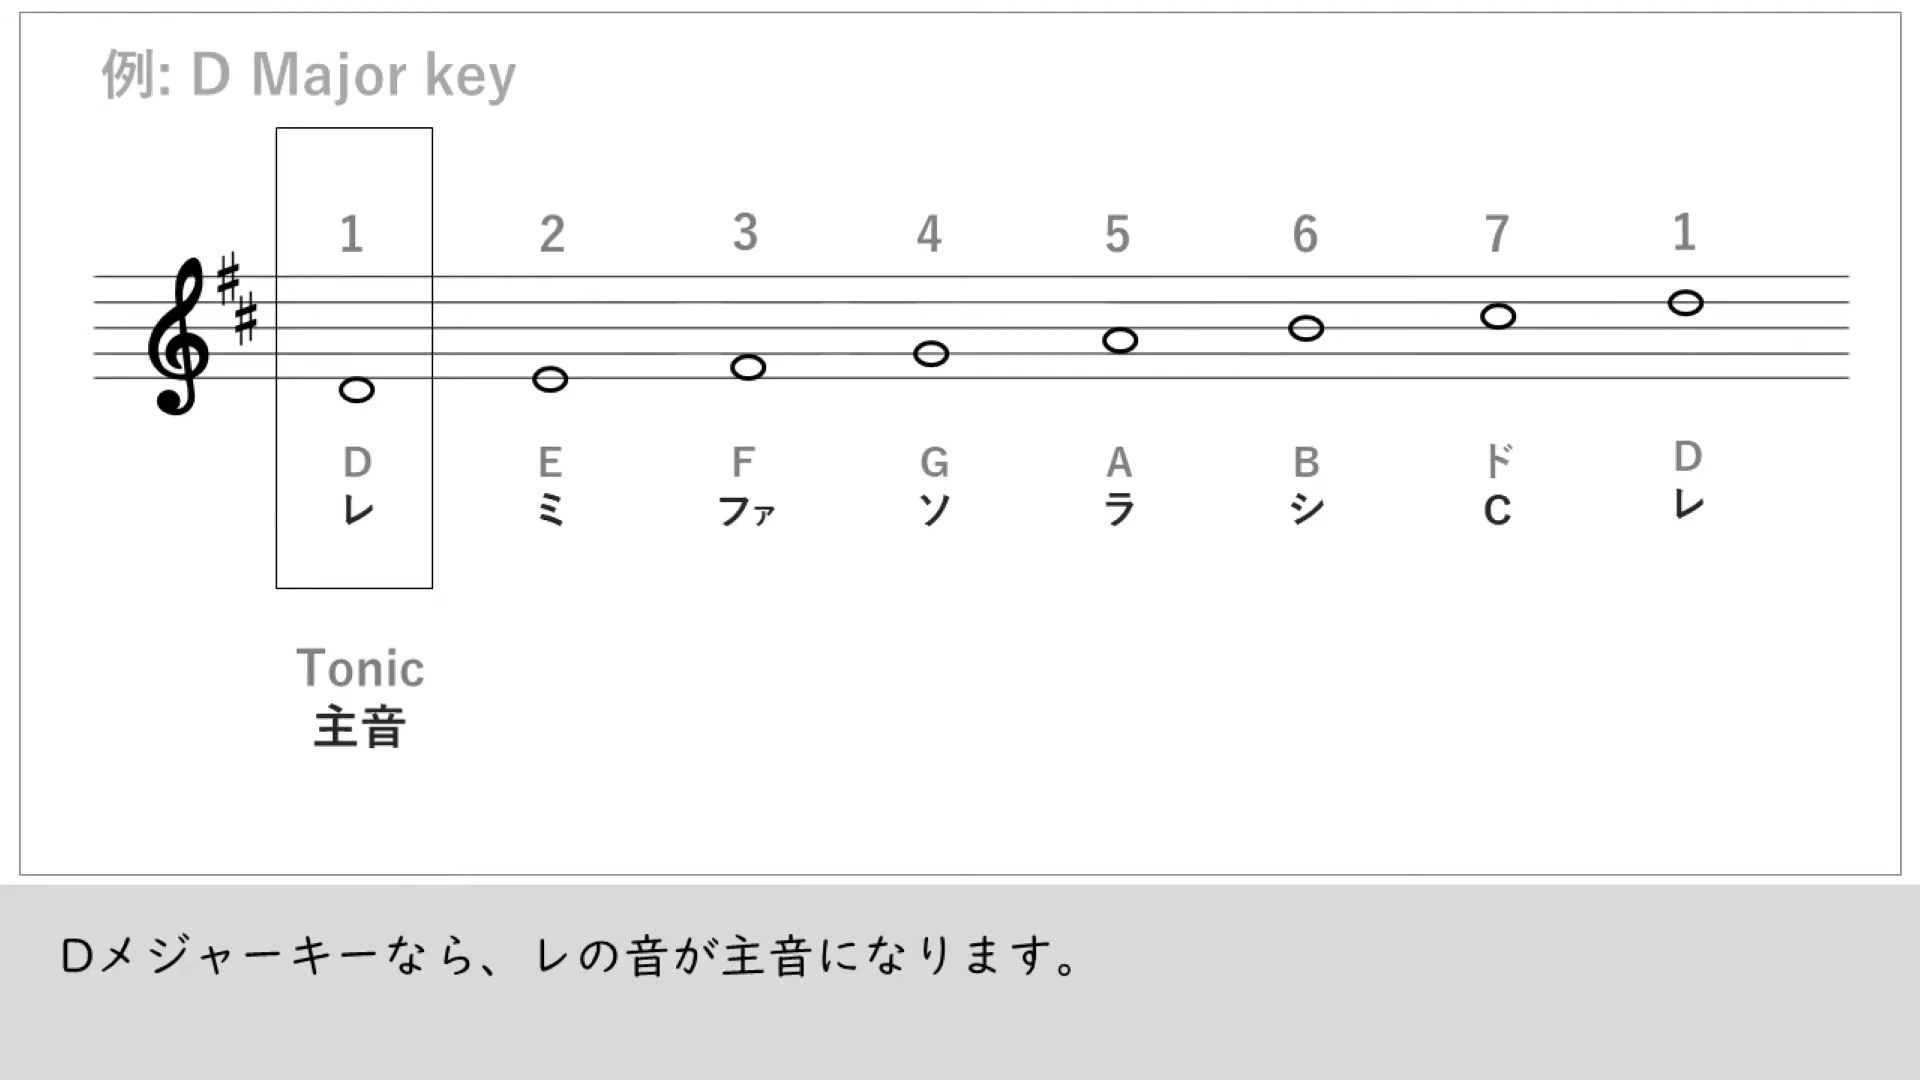 例: D Major key
1 2 3 4 5 6 7 1
D E F G A B ド D
レ ミ ファ ソ ラ シ C レ
Tonic
主音
Dメジャーキーなら、レの音が主音になります。